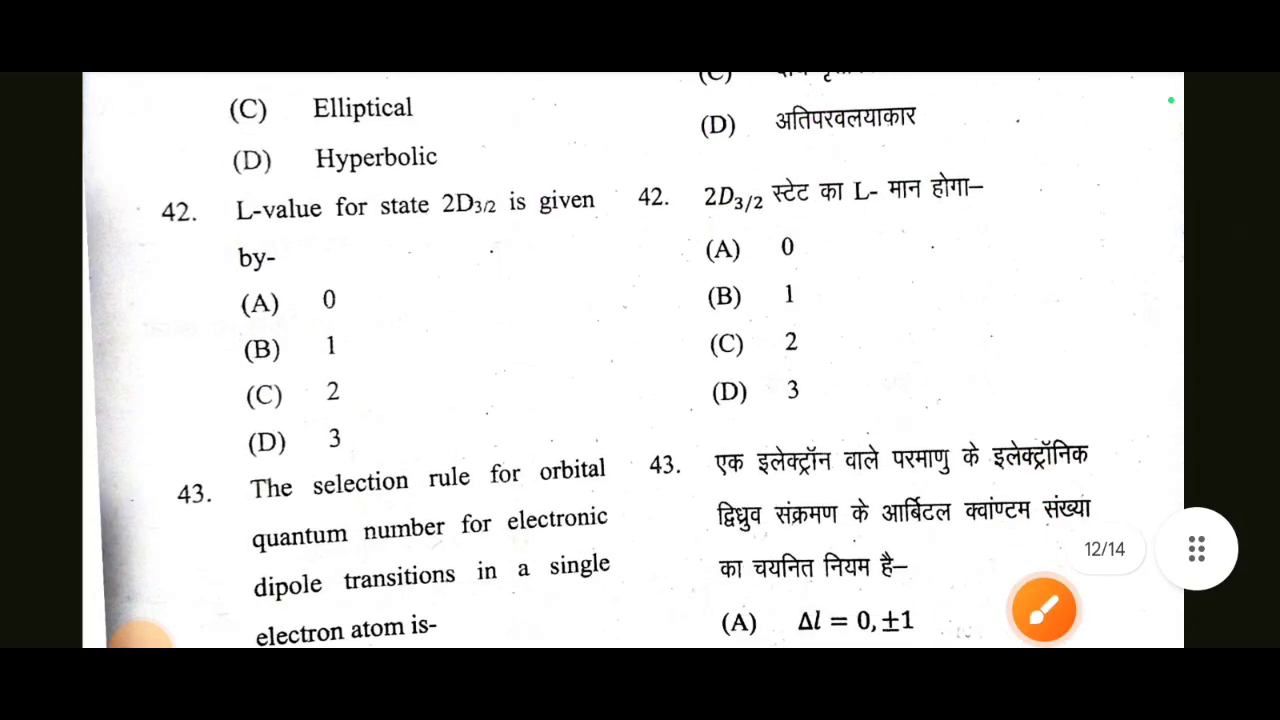 (C) Elliptical
(D) Hyperbolic
42. L-value for state 2D3/2 is given
by-
(A) 0
(B) 1
(C) 2
(D) 3
43. The selection rule for orbital
quantum number for electronic
dipole transitions in a single
electron atom is-
(C)
(D) अतिपरवलयाकार
42. 2D3/2 स्टेट का L- मान होगा–
(A) 0
(B) 1
(C) 2
(D) 3
43. एक इलेक्ट्रॉन वाले परमाणु के इलेक्ट्रॉनिक
द्विध्रुव संक्रमण के आर्बिटल क्वांण्टम संख्या
का चयनित नियम है–
(A) Δl = 0, ±1
12/14